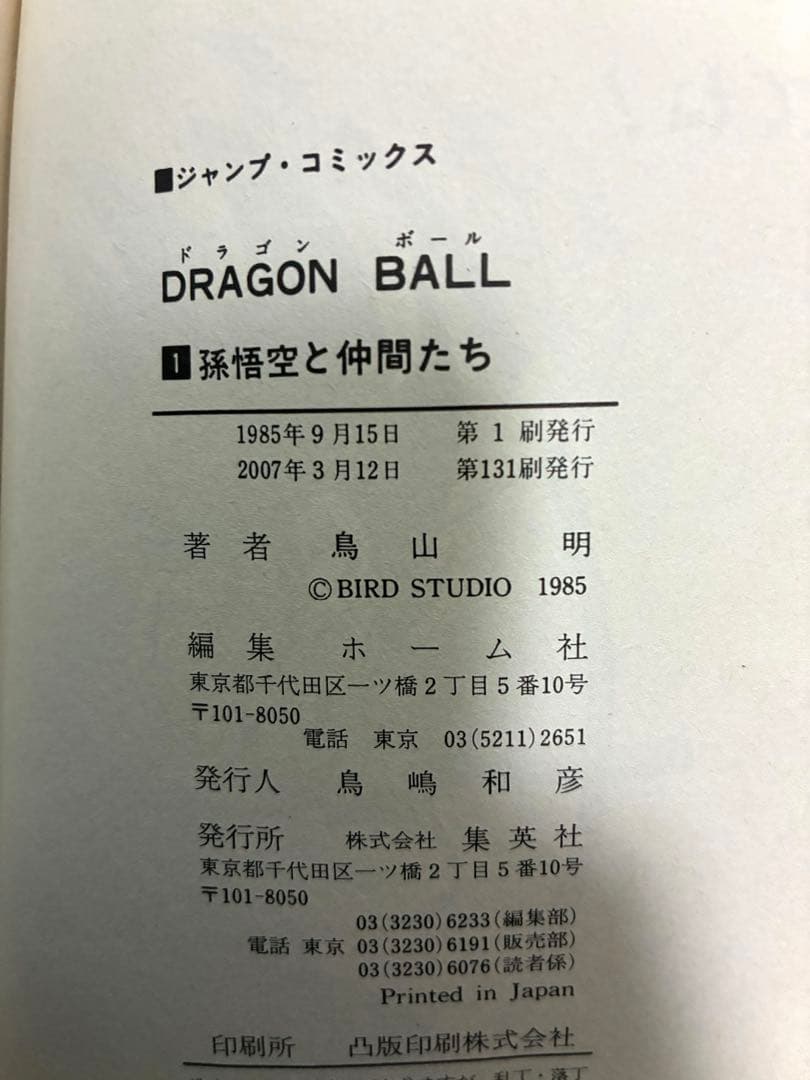 ■ジャンプ・コミックス
ドラゴン ボール
DRAGON BALL
1 孫悟空と仲間たち
1985年9月15日 第1刷発行
2007年3月12日 第131刷発行
著者 鳥山 明
©BIRD STUDIO 1985
編集 ホーム社
東京都千代田区一ツ橋2丁目5番10号
〒101-8050
電話 東京 03(5211)2651
発行人 鳥嶋和彦
発行所 株式会社 集英社
東京都千代田区一ツ橋2丁目5番10号
〒101-8050
03(3230)6233(編集部)
電話 東京 03(3230)6191(販売部)
03(3230)6076(読者係)
Printed in Japan
印刷所 凸版印刷株式会社
乱丁・落丁